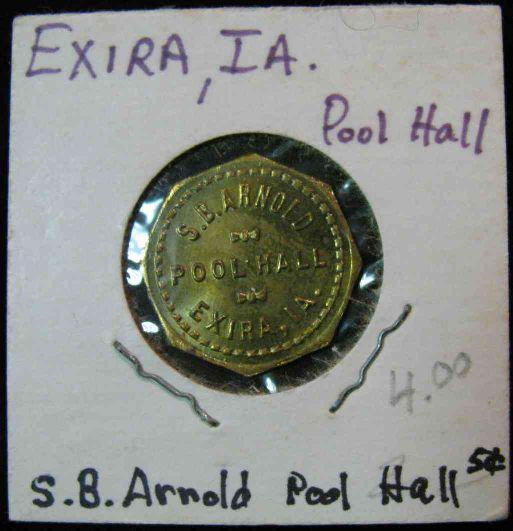 EXIRA, IA.
Pool Hall
S.B. ARNOLD
POOL HALL
EXIRA, IA.
4.00
S.B. Arnold Pool Hall 5¢